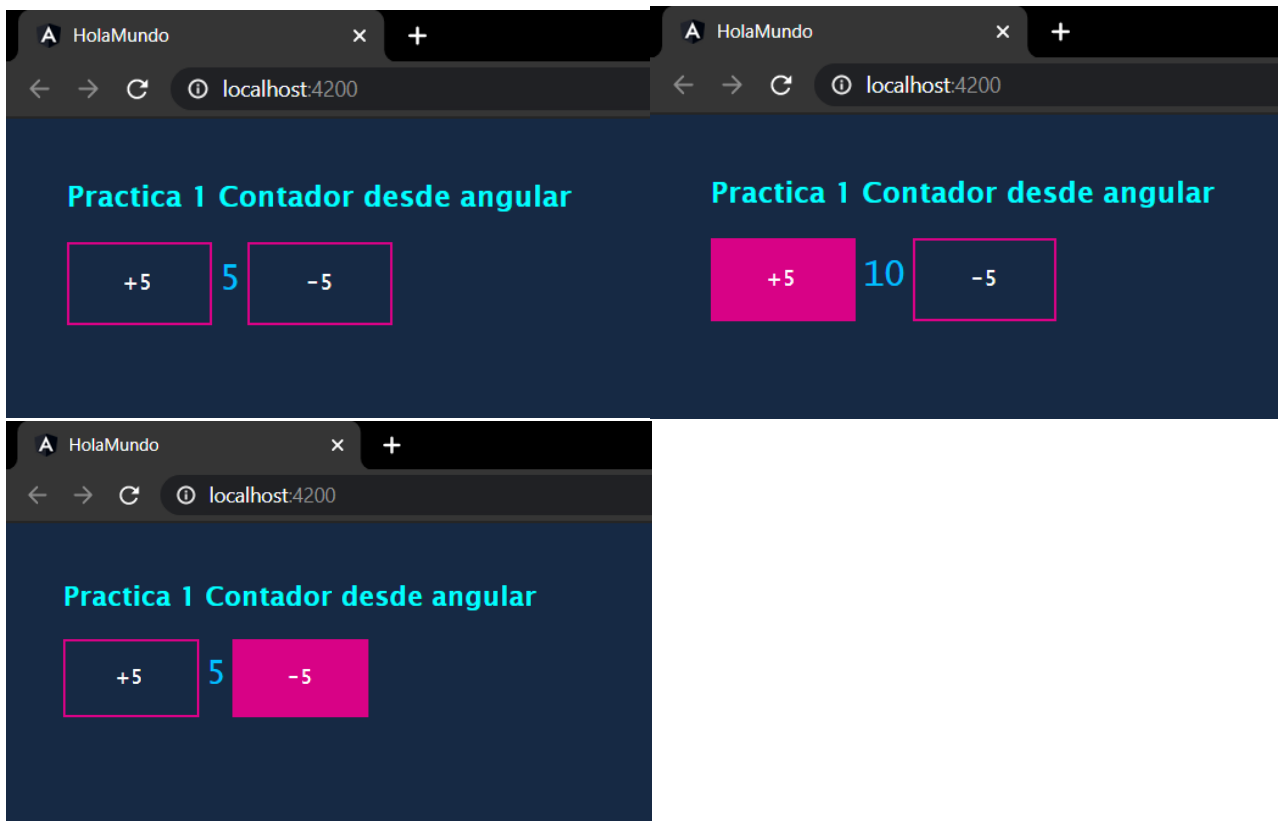 HolaMundo
localhost:4200
Practica 1 Contador desde angular
+5 5 -5
HolaMundo
localhost:4200
Practica 1 Contador desde angular
+5 10 -5
HolaMundo
localhost:4200
Practica 1 Contador desde angular
+5 5 -5